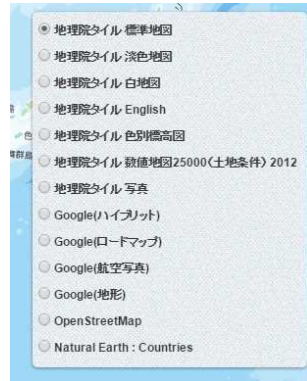 地理院タイル 標準地図
地理院タイル 淡色地図
地理院タイル 白地図
地理院タイル English
地理院タイル 色別標高図
地理院タイル 数値地図25000(土地条件) 2012
地理院タイル 写真
Google(ハイブリット)
Google(ロードマップ)
Google(航空写真)
Google(地形)
OpenStreetMap
Natural Earth : Countries